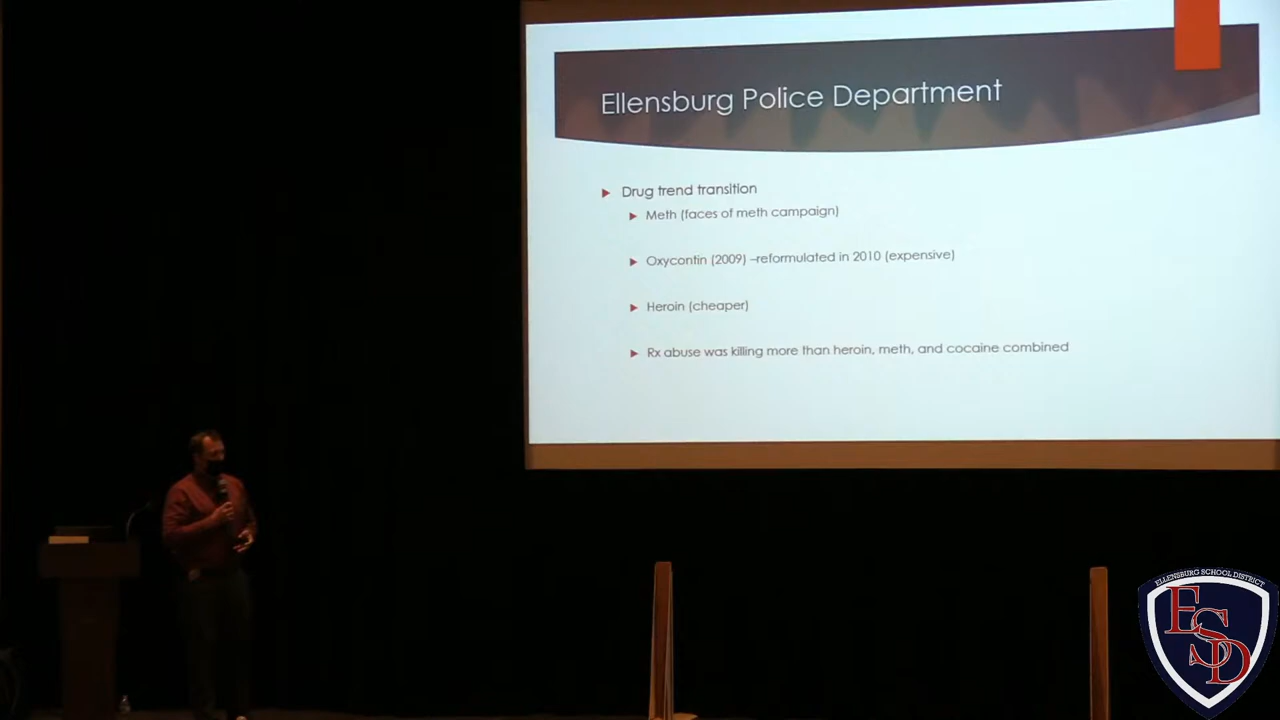 Ellensburg Police Department
Drug trend transition
Meth (faces of meth campaign)
Oxycontin (2009) –reformulated in 2010 (expensive)
Heroin (cheaper)
Rx abuse was killing more than heroin, meth, and cocaine combined
ELLENSBURG SCHOOL DISTRICT
ESD